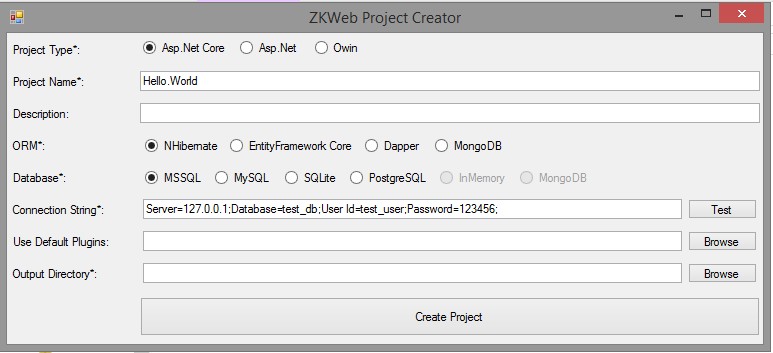 ZKWeb Project Creator
Project Type*: Asp.Net Core Asp.Net Owin
Project Name*: Hello.World
Description:
ORM*: NHibernate EntityFramework Core Dapper MongoDB
Database*: MSSQL MySQL SQLite PostgreSQL InMemory MongoDB
Connection String*: Server=127.0.0.1;Database=test_db;User Id=test_user;Password=123456; Test
Use Default Plugins: Browse
Output Directory*: Browse
Create Project